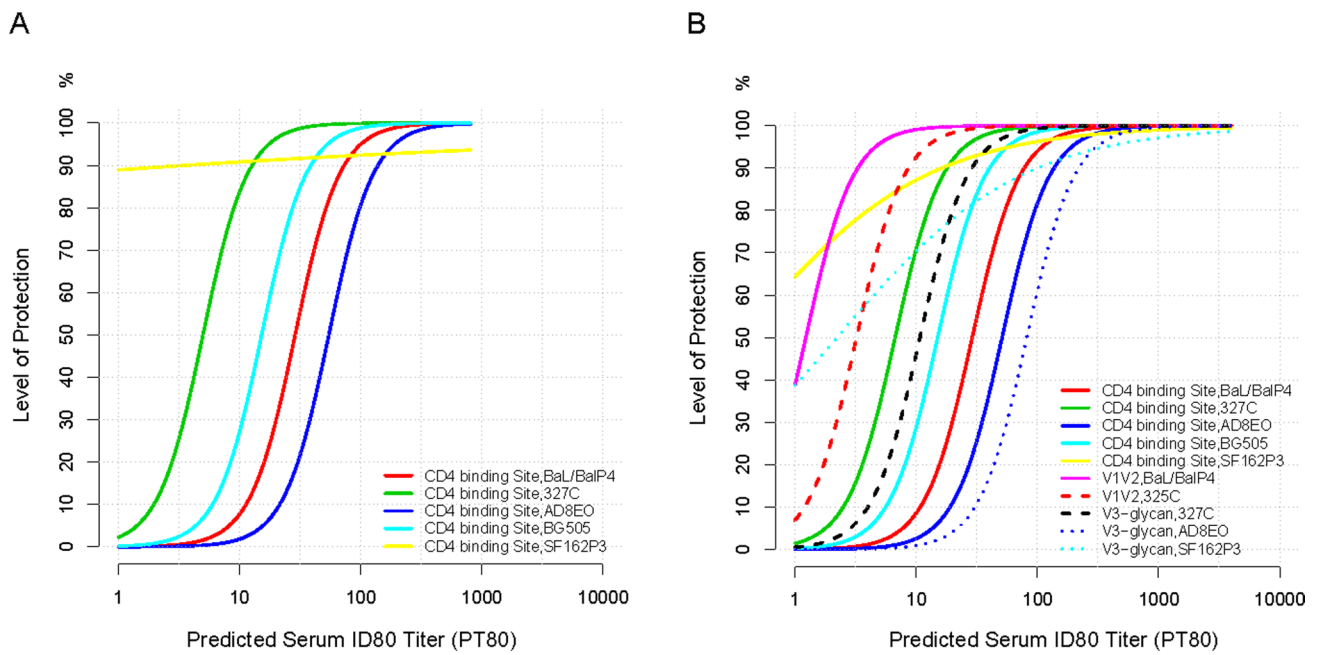 A
%
100
90
80
70
60
50
40
30
20
10
0
Level of Protection
1
10
100
1000
10000
Predicted Serum ID80 Titer (PT80)
CD4 binding Site,BaL/BalP4
CD4 binding Site,327C
CD4 binding Site,AD8EO
CD4 binding Site,BG505
CD4 binding Site,SF162P3
B
%
100
90
80
70
60
50
40
30
20
10
0
Level of Protection
1
10
100
1000
10000
Predicted Serum ID80 Titer (PT80)
CD4 binding Site,BaL/BalP4
CD4 binding Site,327C
CD4 binding Site,AD8EO
CD4 binding Site,BG505
CD4 binding Site,SF162P3
V1V2,BaL/BalP4
V1V2,325C
V3-glycan,327C
V3-glycan,AD8EO
V3-glycan,SF162P3